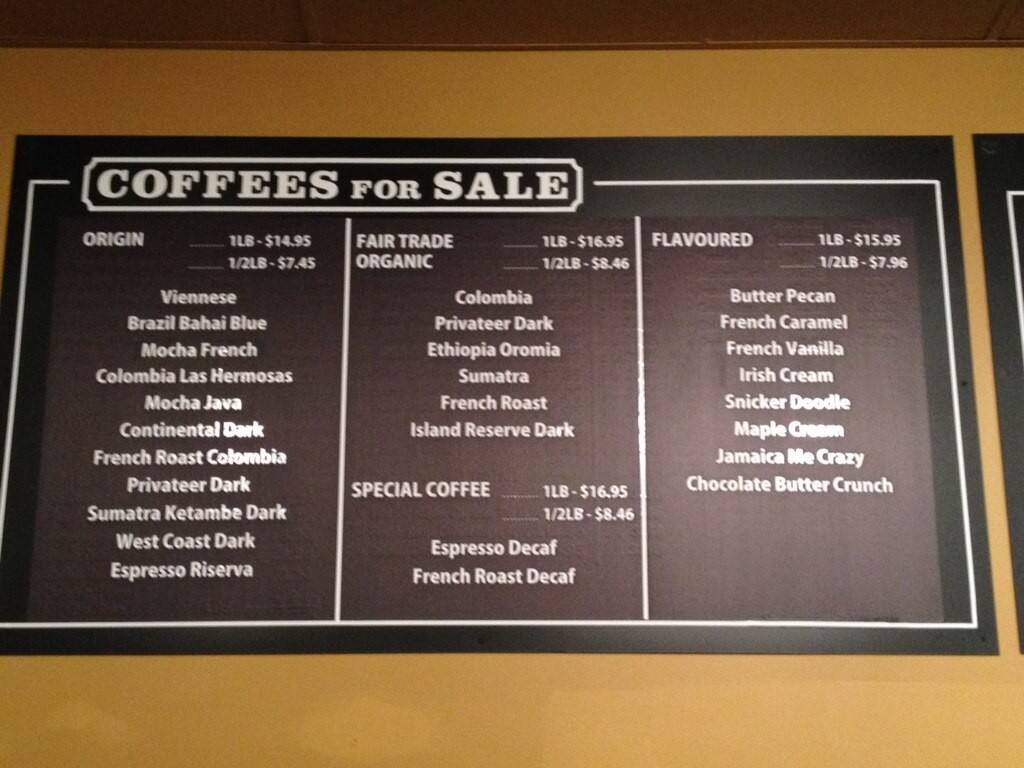 COFFEES FOR SALE
ORIGIN ........ 1LB - $14.95
........ 1/2LB - $7.45
Viennese
Brazil Bahai Blue
Mocha French
Colombia Las Hermosas
Mocha Java
Continental Dark
French Roast Colombia
Privateer Dark
Sumatra Ketambe Dark
West Coast Dark
Espresso Riserva
FAIR TRADE ........ 1LB - $16.95
ORGANIC ........ 1/2LB - $8.46
Colombia
Privateer Dark
Ethiopia Oromia
Sumatra
French Roast
Island Reserve Dark
SPECIAL COFFEE ........ 1LB - $16.95
........ 1/2LB - $8.46
Espresso Decaf
French Roast Decaf
FLAVOURED ........ 1LB - $15.95
........ 1/2LB - $7.96
Butter Pecan
French Caramel
French Vanilla
Irish Cream
Snicker Doodle
Maple Cream
Jamaica Me Crazy
Chocolate Butter Crunch